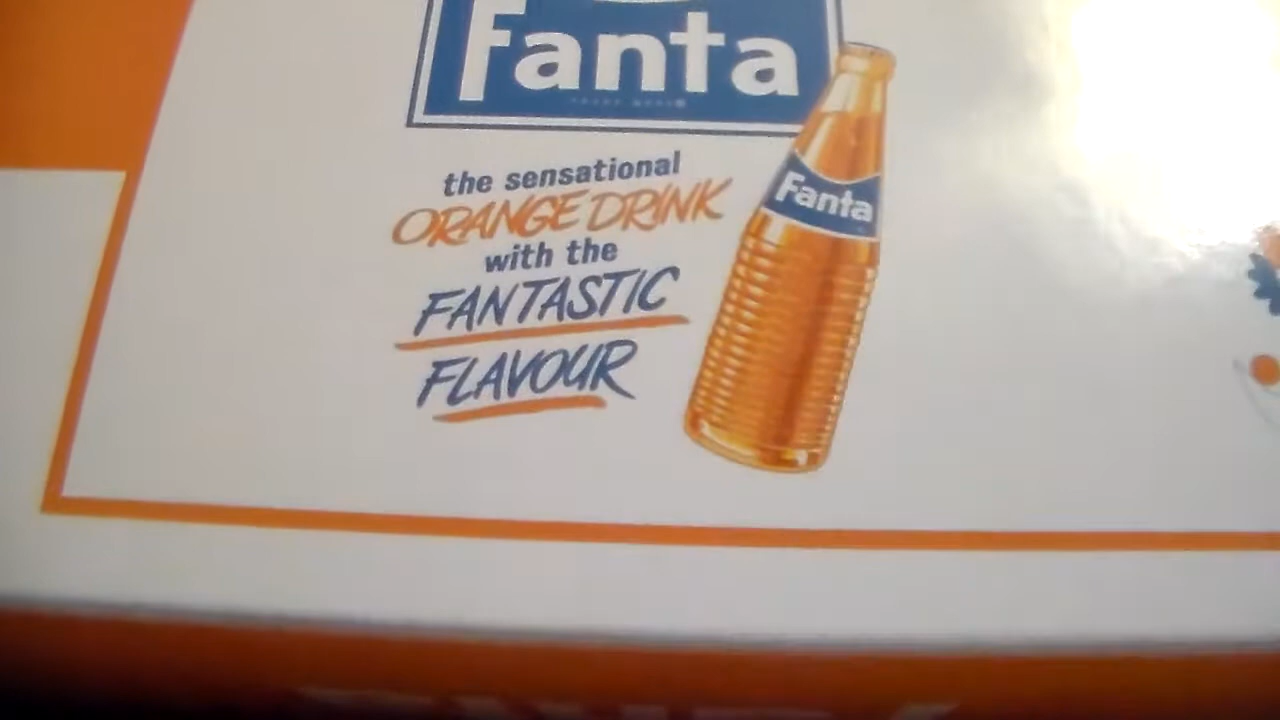 Fanta
the sensational
ORANGE DRINK
with the
FANTASTIC
FLAVOUR
Fanta